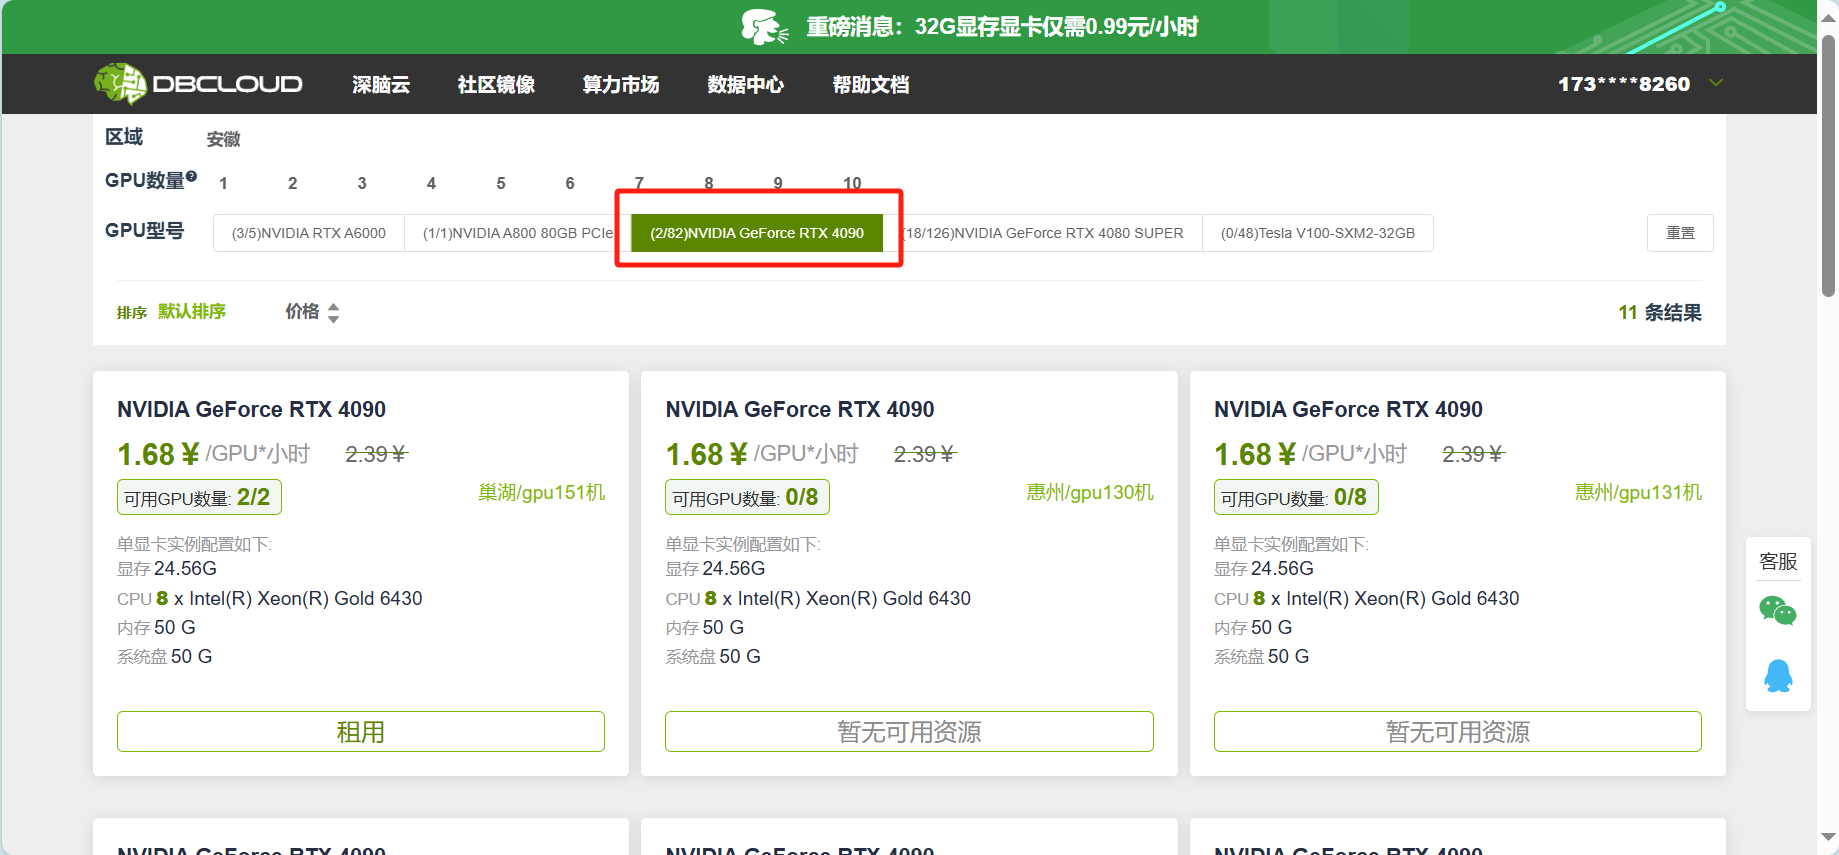 重磅消息：32G显存显卡仅需0.99元/小时
DBCLOUD 深脑云 社区镜像 算力市场 数据中心 帮助文档 173****8260
区域 安徽
GPU数量 1 2 3 4 5 6 7 8 9 10
GPU型号 (3/5)NVIDIA RTX A6000 (1/1)NVIDIA A800 80GB PCIe (2/82)NVIDIA GeForce RTX 4090 (18/126)NVIDIA GeForce RTX 4080 SUPER (0/48)Tesla V100-SXM2-32GB 重置
排序 默认排序 价格 11 条结果
NVIDIA GeForce RTX 4090
1.68 ¥ /GPU*小时 2.39 ¥
可用GPU数量: 2/2 巢湖/gpu151机
单显卡实例配置如下:
显存 24.56G
CPU 8 x Intel(R) Xeon(R) Gold 6430
内存 50 G
系统盘 50 G
租用
NVIDIA GeForce RTX 4090
1.68 ¥ /GPU*小时 2.39 ¥
可用GPU数量: 0/8 惠州/gpu130机
单显卡实例配置如下:
显存 24.56G
CPU 8 x Intel(R) Xeon(R) Gold 6430
内存 50 G
系统盘 50 G
暂无可用资源
NVIDIA GeForce RTX 4090
1.68 ¥ /GPU*小时 2.39 ¥
可用GPU数量: 0/8 惠州/gpu131机
单显卡实例配置如下:
显存 24.56G
CPU 8 x Intel(R) Xeon(R) Gold 6430
内存 50 G
系统盘 50 G
暂无可用资源
客服
NVIDIA GeForce RTX 4090
NVIDIA GeForce RTX 4090
NVIDIA GeForce RTX 4090